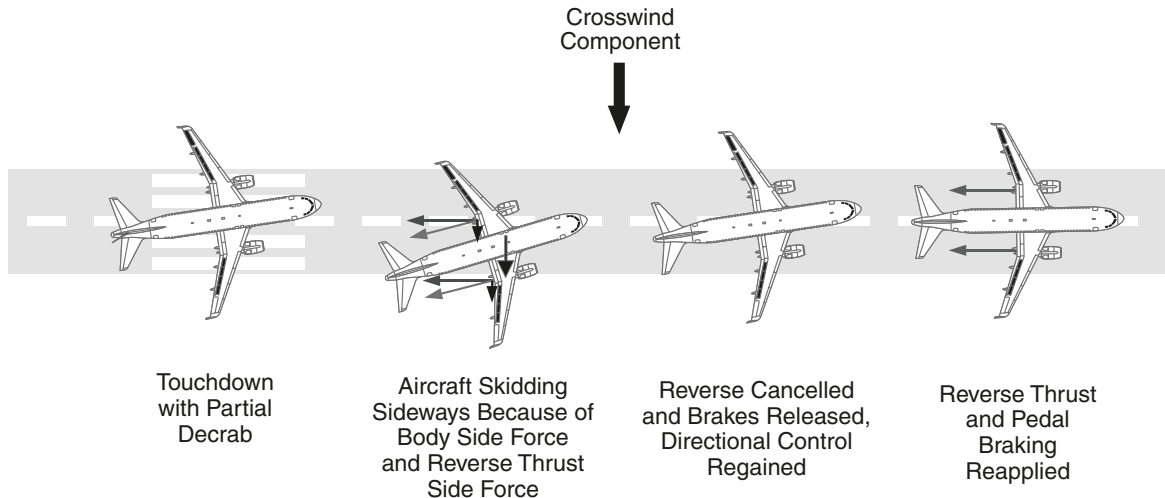 Crosswind
Component
Touchdown
with Partial
Decrab
Aircraft Skidding
Sideways Because of
Body Side Force
and Reverse Thrust
Side Force
Reverse Cancelled
and Brakes Released,
Directional Control
Regained
Reverse Thrust
and Pedal
Braking
Reapplied